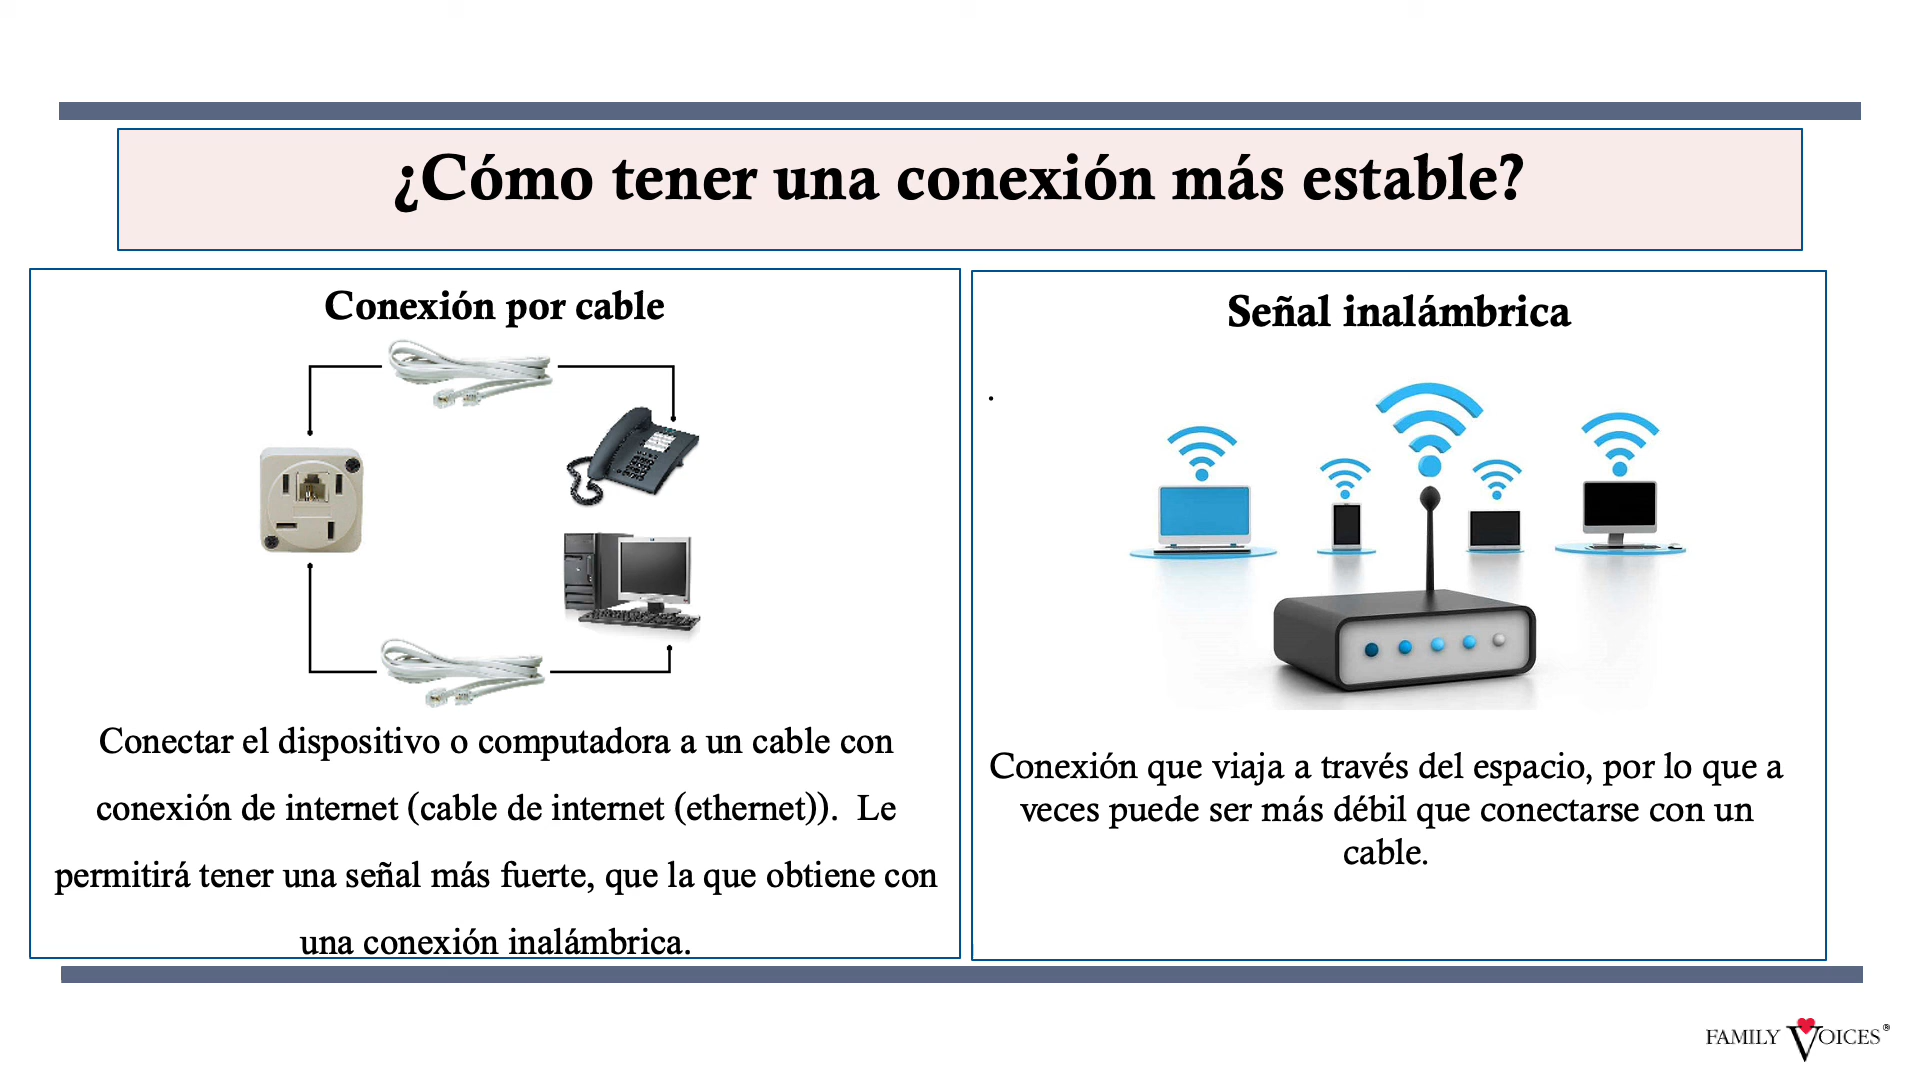 ¿Cómo tener una conexión más estable?
Conexión por cable
Conectar el dispositivo o computadora a un cable con
conexión de internet (cable de internet (ethernet)).  Le
permitirá tener una señal más fuerte, que la que obtiene con
una conexión inalámbrica.
Señal inalámbrica
.
Conexión que viaja a través del espacio, por lo que a
veces puede ser más débil que conectarse con un
cable.
FAMILY VOICES®